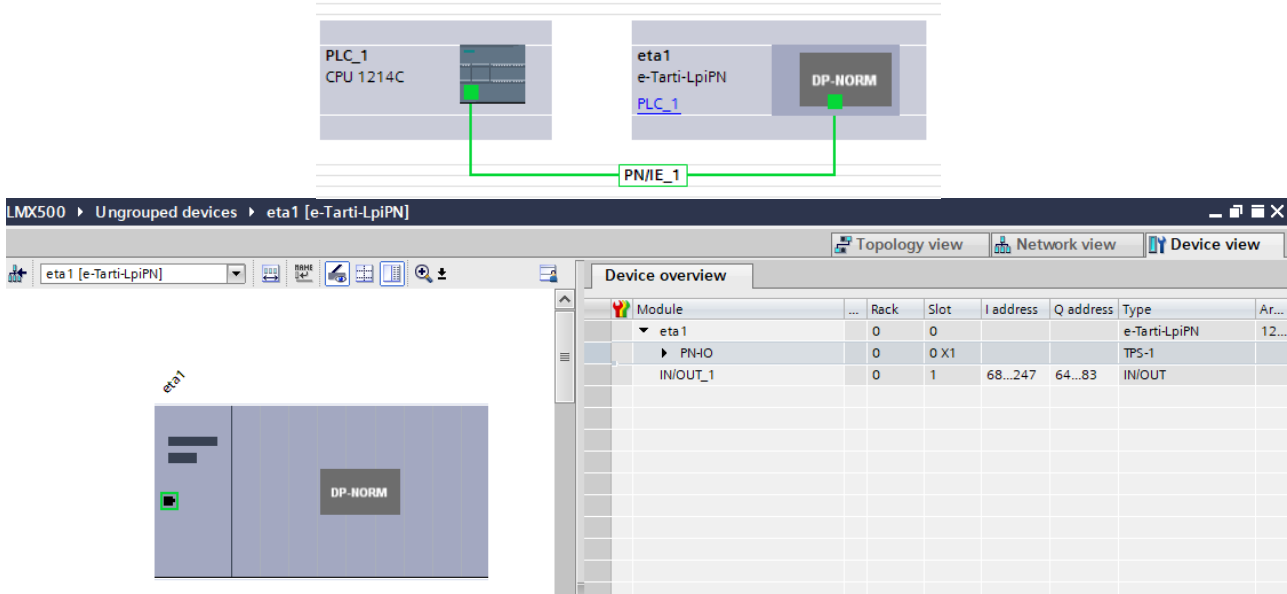 PLC_1
CPU 1214C
eta1
e-Tarti-LpiPN
PLC_1
DP-NORM
PN/IE_1
LMX500 ▸ Ungrouped devices ▸ eta1 [e-Tarti-LpiPN]
Topology view Network view Device view
eta1 [e-Tarti-LpiPN]
Device overview
Module ... Rack Slot I address Q address Type Ar...
eta1 0 0 e-Tarti-LpiPN 12...
PN-IO 0 0 X1 TPS-1
IN/OUT_1 0 1 68...247 64...83 IN/OUT
eta1
DP-NORM